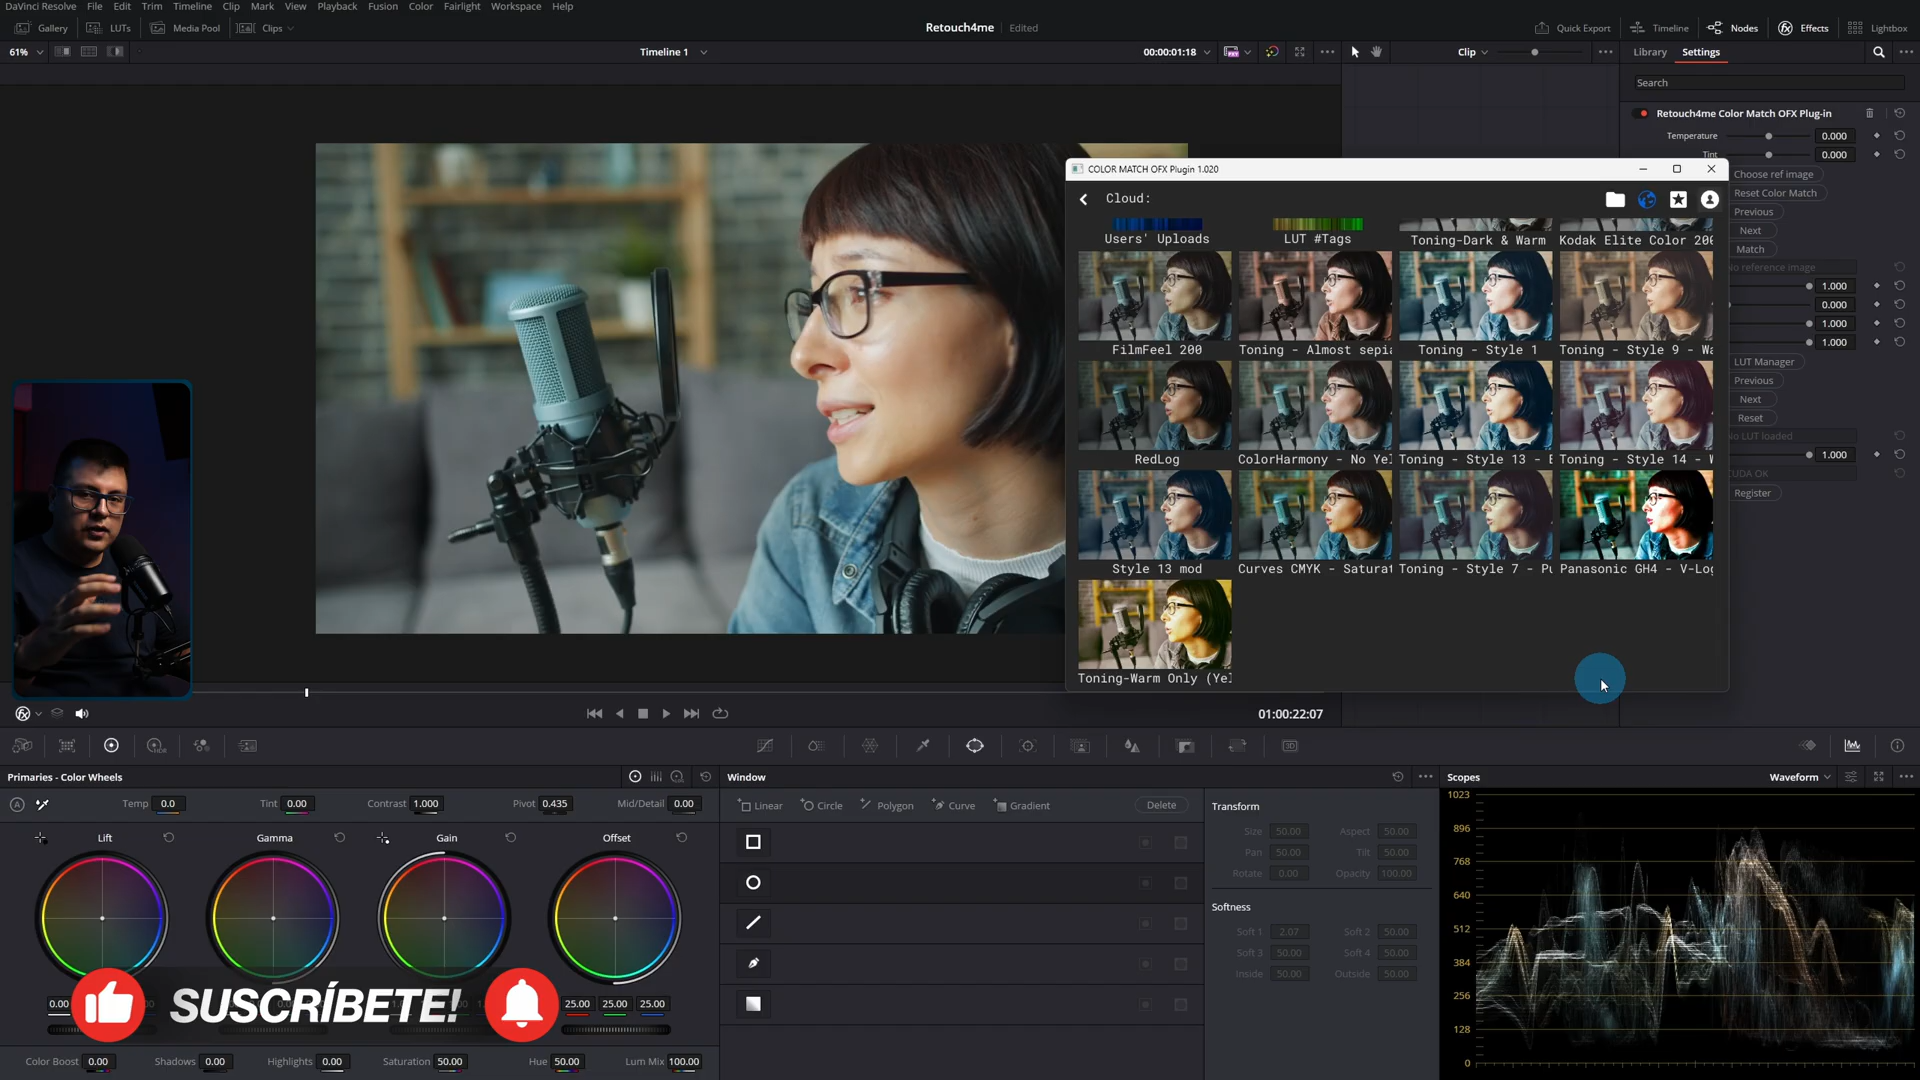 DaVinci Resolve File Edit Trim Timeline Clip Mark View Playback Fusion Color Fairlight Workspace Help
Gallery LUTs Media Pool Clips Retouch4me Edited Quick Export Timeline Nodes Effects Lightbox
61% Timeline 1 00:00:01:18 Clip Library Settings
Search
Retouch4me Color Match OFX Plug-in
Temperature 0.000
Tint 0.000
COLOR MATCH OFX Plugin 1.020
Choose ref image
Cloud:
Reset Color Match
Previous
Next
Match
No reference image
1.000
0.000
1.000
1.000
LUT Manager
Previous
Next
Reset
No LUT loaded
1.000
CUDA OK
Register
Users' Uploads LUT #Tags Toning-Dark & Warm Kodak Elite Color 200
FilmFeel 200 Toning - Almost sepia Toning - Style 1 Toning - Style 9 - Wa
RedLog ColorHarmony - No Yel Toning - Style 13 - B Toning - Style 14 - W
Style 13 mod Curves CMYK - Saturat Toning - Style 7 - Pu Panasonic GH4 - V-Log
Toning-Warm Only (Yel
01:00:22:07
Primaries - Color Wheels
Temp 0.0 Tint 0.00 Contrast 1.000 Pivot 0.435 Mid/Detail 0.00
Lift Gamma Gain Offset
0.00 25.00 25.00 25.00
SUSCRÍBETE!
Color Boost 0.00 Shadows 0.00 Highlights 0.00 Saturation 50.00 Hue 50.00 Lum Mix 100.00
Window
Linear Circle Polygon Curve Gradient Delete
Transform
Size 50.00 Aspect 50.00
Pan 50.00 Tilt 50.00
Rotate 0.00 Opacity 100.00
Softness
Soft 1 2.07 Soft 2 50.00
Soft 3 50.00 Soft 4 50.00
Inside 50.00 Outside 50.00
Scopes Waveform
1023
896
768
640
512
384
256
128
0